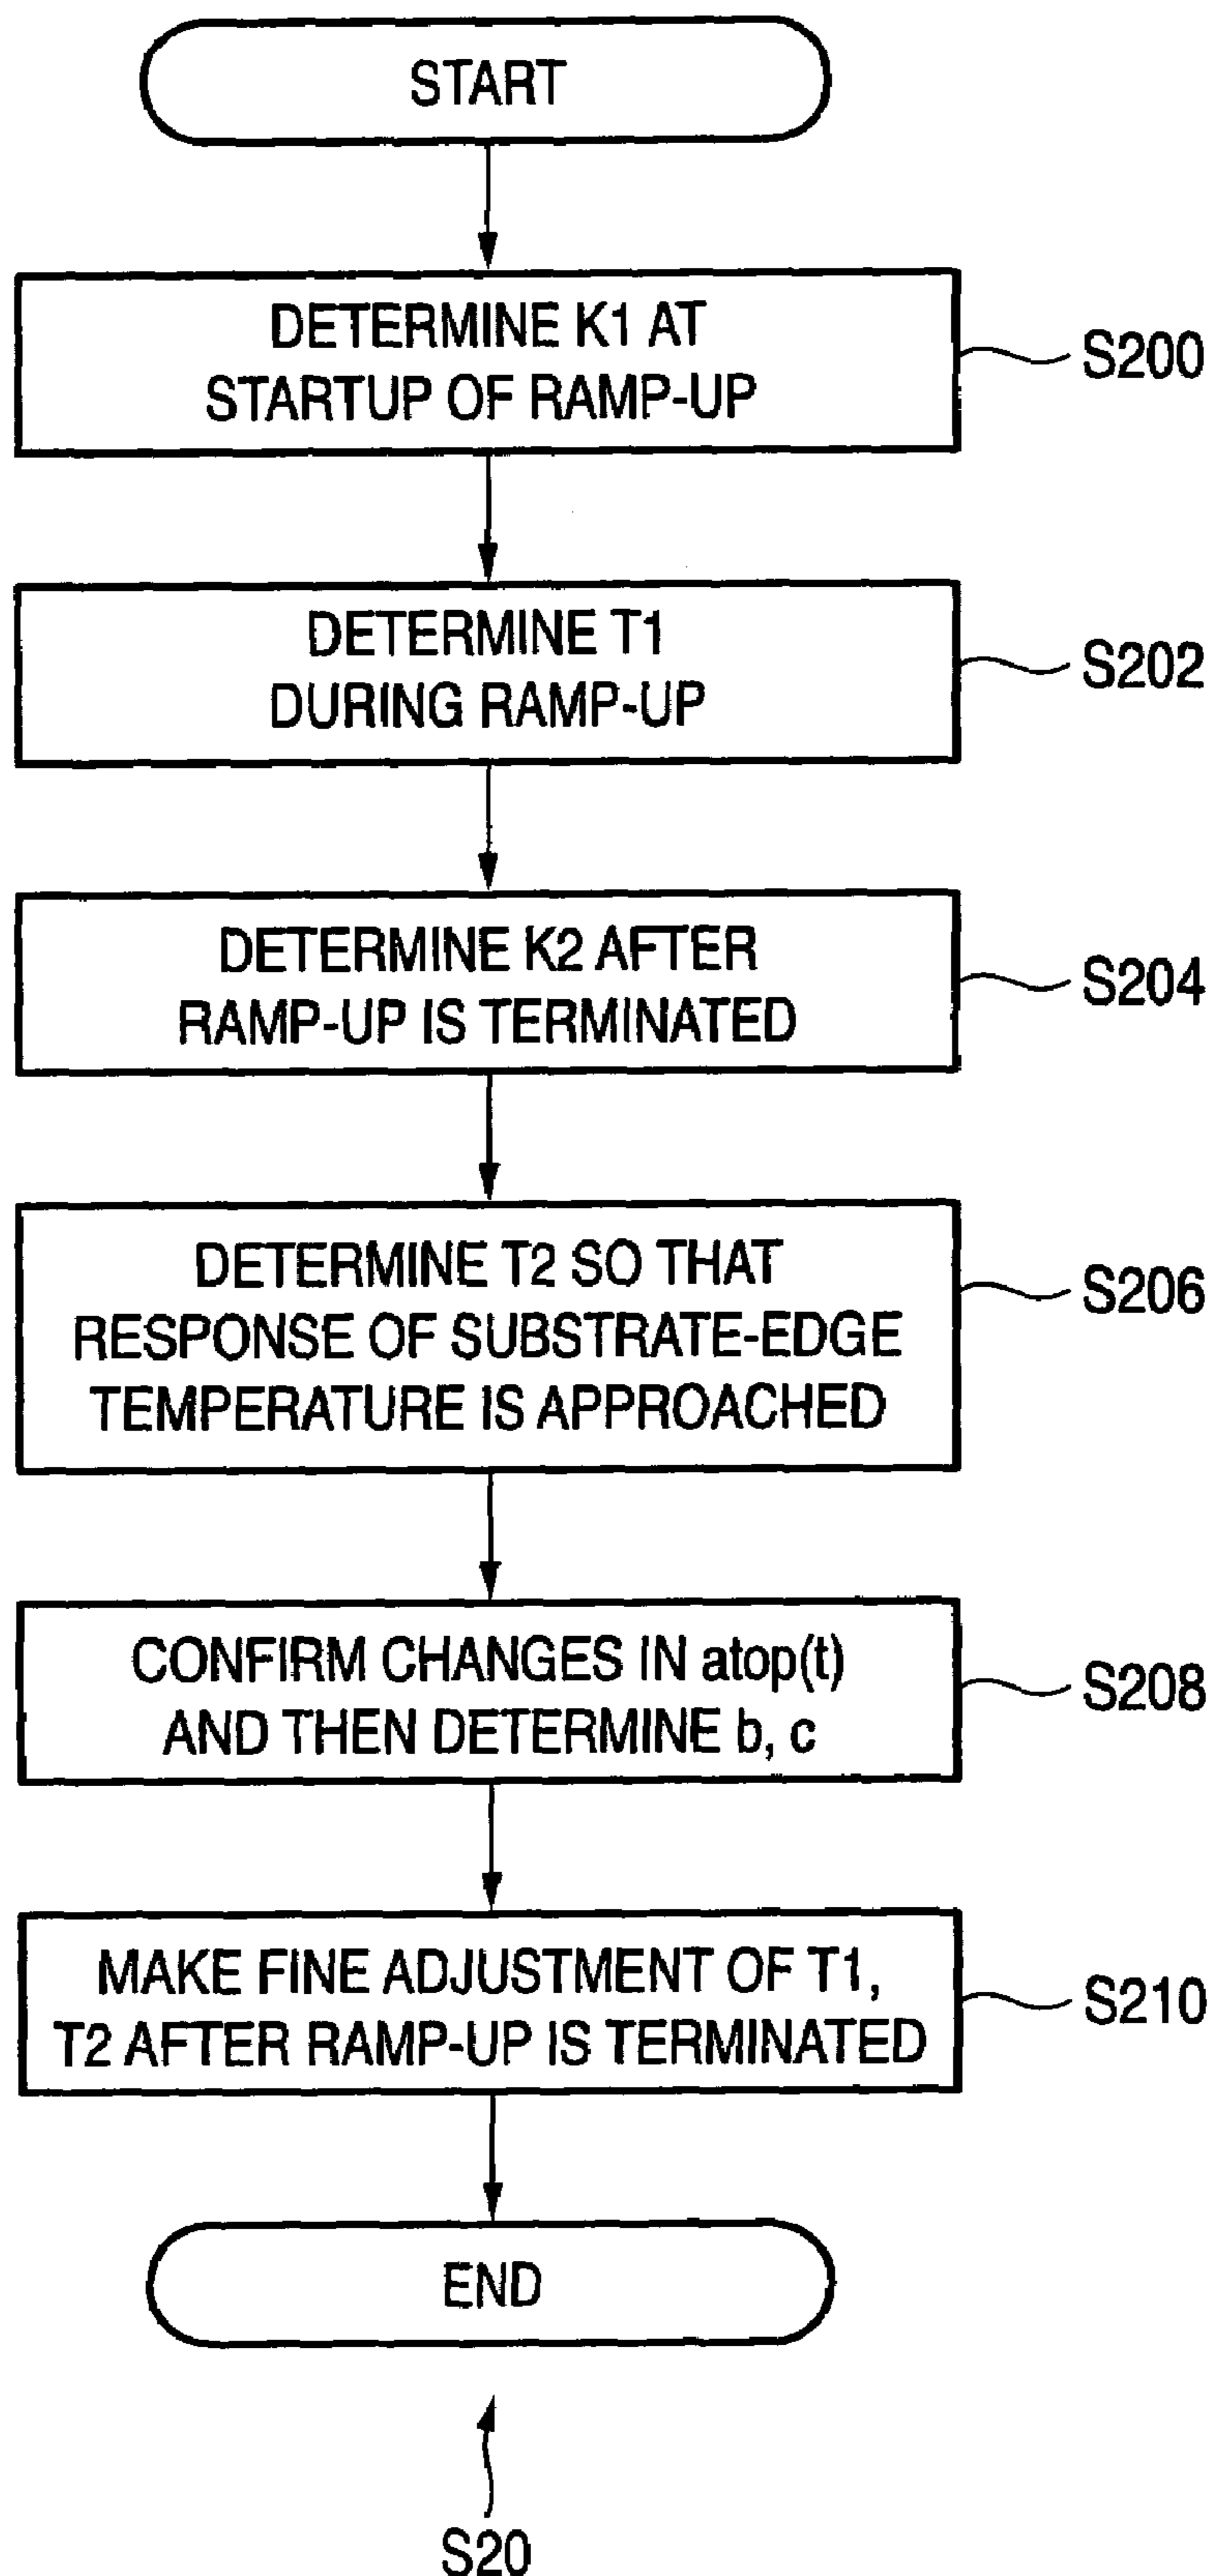 START
DETERMINE K1 AT
STARTUP OF RAMP-UP
S200
DETERMINE T1
DURING RAMP-UP
S202
DETERMINE K2 AFTER
RAMP-UP IS TERMINATED
S204
DETERMINE T2 SO THAT
RESPONSE OF SUBSTRATE-EDGE
TEMPERATURE IS APPROACHED
S206
CONFIRM CHANGES IN atop(t)
AND THEN DETERMINE b, c
S208
MAKE FINE ADJUSTMENT OF T1,
T2 AFTER RAMP-UP IS TERMINATED
S210
END
S20